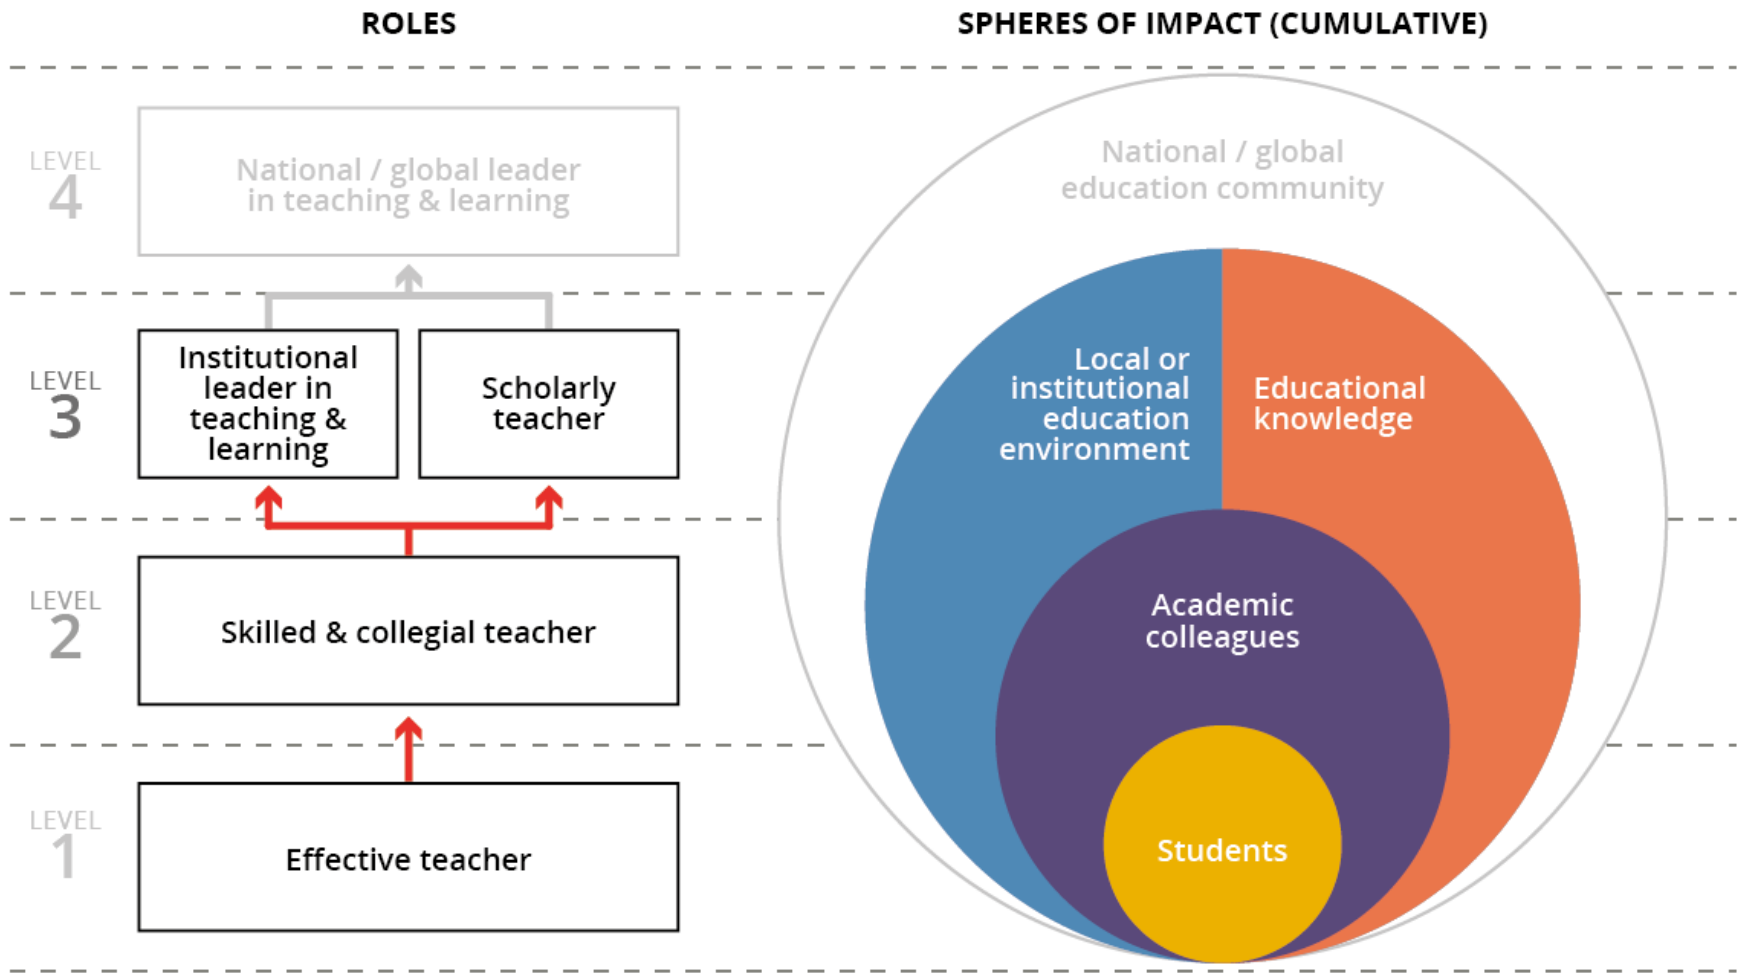 ROLES
SPHERES OF IMPACT (CUMULATIVE)
LEVEL
4
National / global leader
in teaching & learning
National / global
education community
LEVEL
3
Institutional
leader in
teaching &
learning
Scholarly
teacher
Local or
institutional
education
environment
Educational
knowledge
LEVEL
2
Skilled & collegial teacher
Academic
colleagues
LEVEL
1
Effective teacher
Students